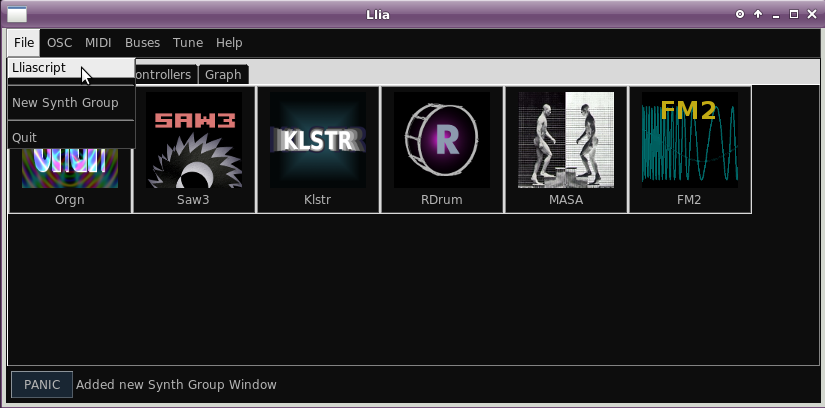 Llia
File OSC MIDI Buses Tune Help
Lliascript
ontrollers Graph
New Synth Group
Quit
SAW3
KLSTR
R
FM2
Orgn Saw3 Klstr RDrum MASA FM2
PANIC Added new Synth Group Window